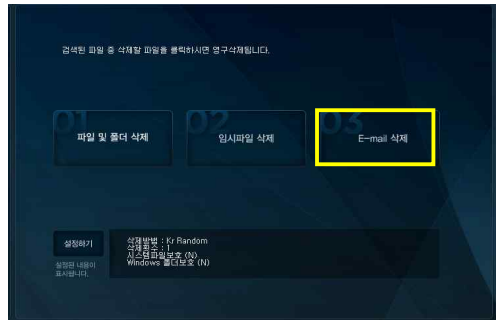 검색된 파일 중 삭제할 파일을 클릭하시면 영구삭제됩니다.
01
파일 및 폴더 삭제
02
임시파일 삭제
03
E-mail 삭제
설정하기
설정된 내용이
표시됩니다.
삭제방법 : Kr Random
삭제횟수 : 1
시스템파일보호 (N)
Windows 폴더보호 (N)